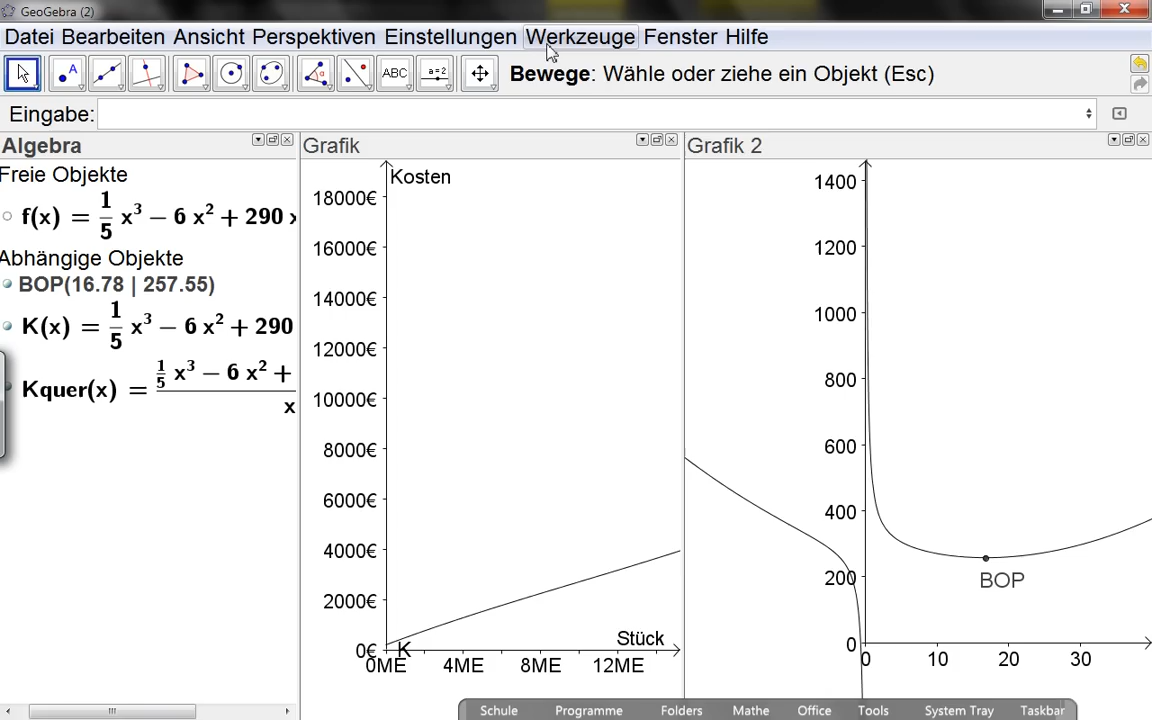 GeoGebra (2)
Datei Bearbeiten Ansicht Perspektiven Einstellungen Werkzeuge Fenster Hilfe
A ABC a=2 Bewege: Wähle oder ziehe ein Objekt (Esc)
Eingabe:
Algebra
Freie Objekte
f(x) = 1/5 x³ − 6 x² + 290 x
Abhängige Objekte
BOP(16.78 | 257.55)
K(x) = 1/5 x³ − 6 x² + 290
Kquer(x) = 1/5 x³ − 6 x² +
x
Grafik
Kosten
18000€
16000€
14000€
12000€
10000€
8000€
6000€
4000€
2000€
0€
K
Stück
0ME 4ME 8ME 12ME
Grafik 2
1400
1200
1000
800
600
400
200
0
BOP
0 10 20 30
Schule Programme Folders Mathe Office Tools System Tray Taskbar